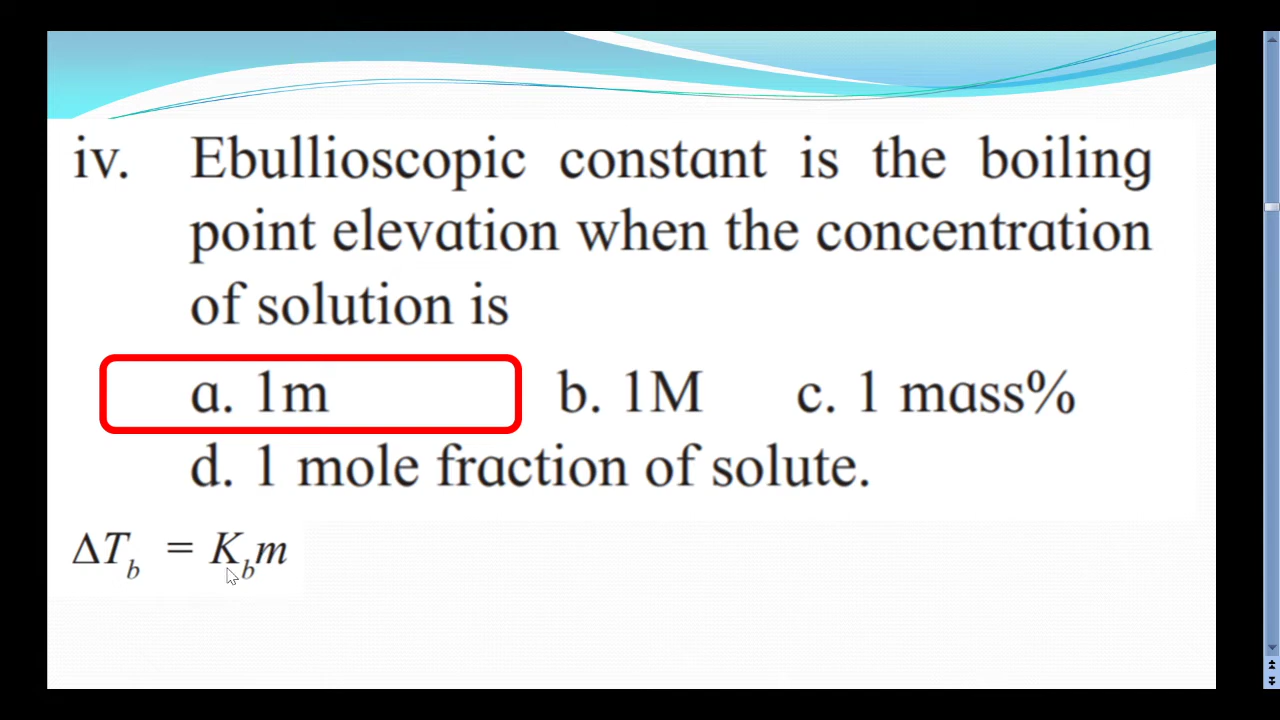 iv. Ebullioscopic constant is the boiling
point elevation when the concentration
of solution is
a. 1m b. 1M c. 1 mass%
d. 1 mole fraction of solute.
ΔT_b = K_b m